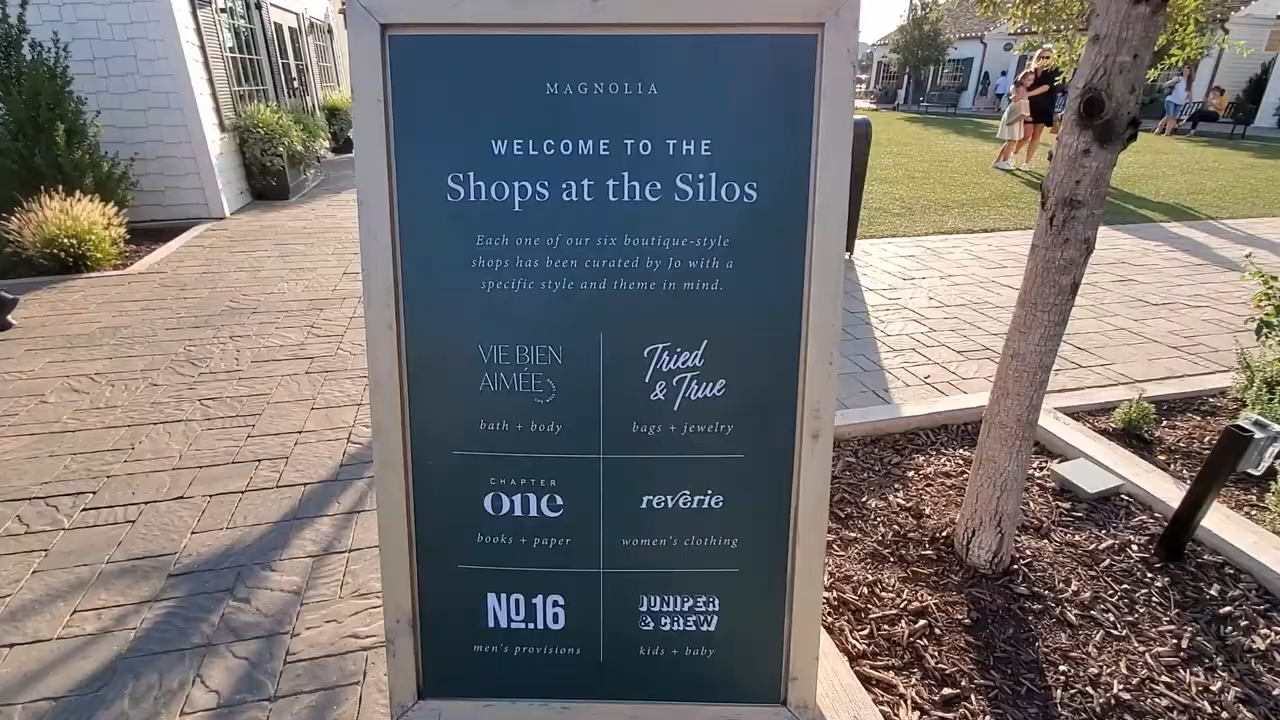 MAGNOLIA
WELCOME TO THE
Shops at the Silos
Each one of our six boutique-style
shops has been curated by Jo with a
specific style and theme in mind.
VIE BIEN
AIMÉE
bath + body
Tried
& True
bags + jewelry
CHAPTER
one
books + paper
reverie
women's clothing
No.16
men's provisions
JUNIPER
& CREW
kids + baby